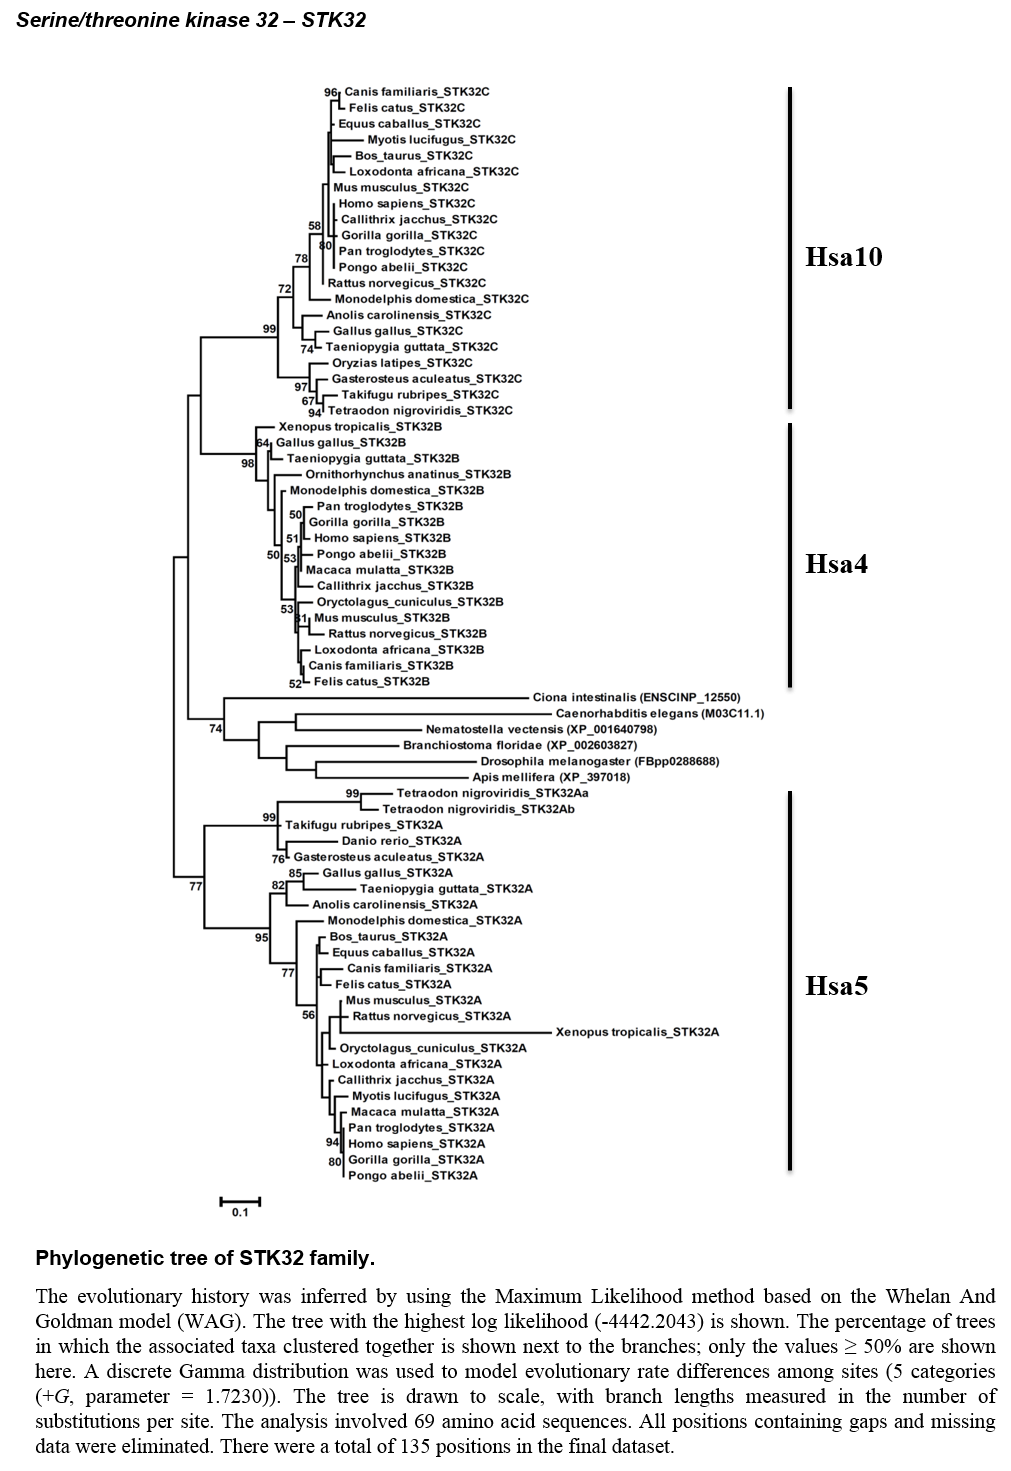 Serine/threonine kinase 32 – STK32
96 Canis familiaris_STK32C
Felis catus_STK32C
Equus caballus_STK32C
Myotis lucifugus_STK32C
Bos_taurus_STK32C
Loxodonta africana_STK32C
Mus musculus_STK32C
Homo sapiens_STK32C
Callithrix jacchus_STK32C
58
Gorilla gorilla_STK32C
80
Pan troglodytes_STK32C
Hsa10
78
Pongo abelii_STK32C
Rattus norvegicus_STK32C
72
Monodelphis domestica_STK32C
Anolis carolinensis_STK32C
99
Gallus gallus_STK32C
74 Taeniopygia guttata_STK32C
Oryzias latipes_STK32C
Gasterosteus aculeatus_STK32C
97
Takifugu rubripes_STK32C
67
94 Tetraodon nigroviridis_STK32C
Xenopus tropicalis_STK32B
64 Gallus gallus_STK32B
Taeniopygia guttata_STK32B
98
Ornithorhynchus anatinus_STK32B
Monodelphis domestica_STK32B
Pan troglodytes_STK32B
50
Gorilla gorilla_STK32B
51 Homo sapiens_STK32B
50
53
Pongo abelii_STK32B
Hsa4
Macaca mulatta_STK32B
Callithrix jacchus_STK32B
Oryctolagus_cuniculus_STK32B
53
81 Mus musculus_STK32B
Rattus norvegicus_STK32B
Loxodonta africana_STK32B
Canis familiaris_STK32B
52 Felis catus_STK32B
Ciona intestinalis (ENSCINP_12550)
Caenorhabditis elegans (M03C11.1)
74 Nematostella vectensis (XP_001640798)
Branchiostoma floridae (XP_002603827)
Drosophila melanogaster (FBpp0288688)
Apis mellifera (XP_397018)
99 Tetraodon nigroviridis_STK32Aa
Tetraodon nigroviridis_STK32Ab
99
Takifugu rubripes_STK32A
Danio rerio_STK32A
76 Gasterosteus aculeatus_STK32A
85 Gallus gallus_STK32A
77
82
Taeniopygia guttata_STK32A
Anolis carolinensis_STK32A
Monodelphis domestica_STK32A
95
Bos_taurus_STK32A
Equus caballus_STK32A
77
Canis familiaris_STK32A
Felis catus_STK32A
Hsa5
Mus musculus_STK32A
56
Rattus norvegicus_STK32A
Xenopus tropicalis_STK32A
Oryctolagus_cuniculus_STK32A
Loxodonta africana_STK32A
Callithrix jacchus_STK32A
Myotis lucifugus_STK32A
Macaca mulatta_STK32A
Pan troglodytes_STK32A
94 Homo sapiens_STK32A
80 Gorilla gorilla_STK32A
Pongo abelii_STK32A
0.1
Phylogenetic tree of STK32 family.
The evolutionary history was inferred by using the Maximum Likelihood method based on the Whelan And
Goldman model (WAG). The tree with the highest log likelihood (-4442.2043) is shown. The percentage of trees
in which the associated taxa clustered together is shown next to the branches; only the values ≥ 50% are shown
here. A discrete Gamma distribution was used to model evolutionary rate differences among sites (5 categories
(+G, parameter = 1.7230)). The tree is drawn to scale, with branch lengths measured in the number of
substitutions per site. The analysis involved 69 amino acid sequences. All positions containing gaps and missing
data were eliminated. There were a total of 135 positions in the final dataset.